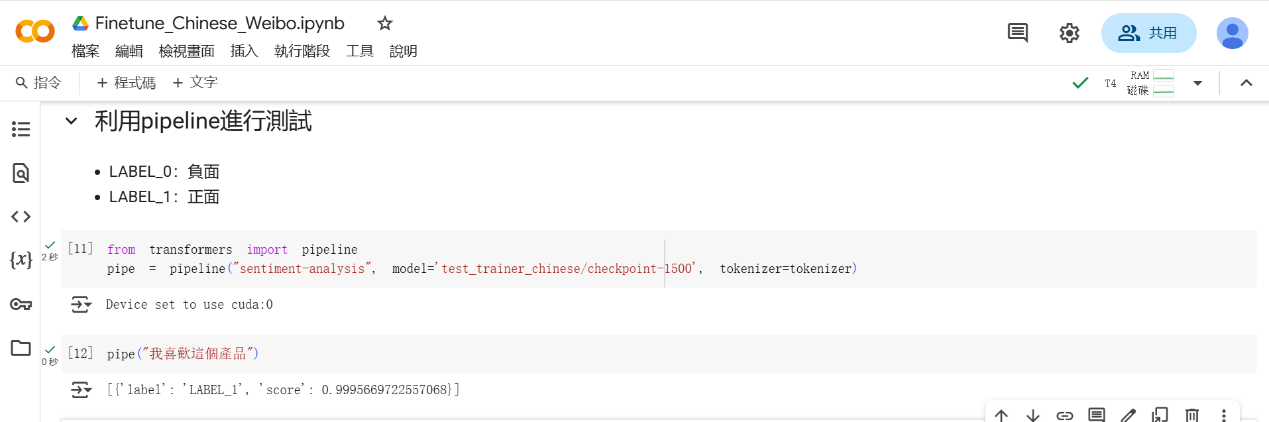 Finetune_Chinese_Weibo.ipynb
檔案 編輯 檢視畫面 插入 執行階段 工具 說明
共用
指令 + 程式碼 + 文字
T4 RAM
磁碟
利用pipeline進行測試
• LABEL_0：負面
• LABEL_1：正面
[11] from transformers import pipeline
2 秒
pipe = pipeline("sentiment-analysis", model='test_trainer_chinese/checkpoint-1500', tokenizer=tokenizer)
Device set to use cuda:0
[12] pipe("我喜歡這個產品")
0 秒
[{'label': 'LABEL_1', 'score': 0.9995669722557068}]